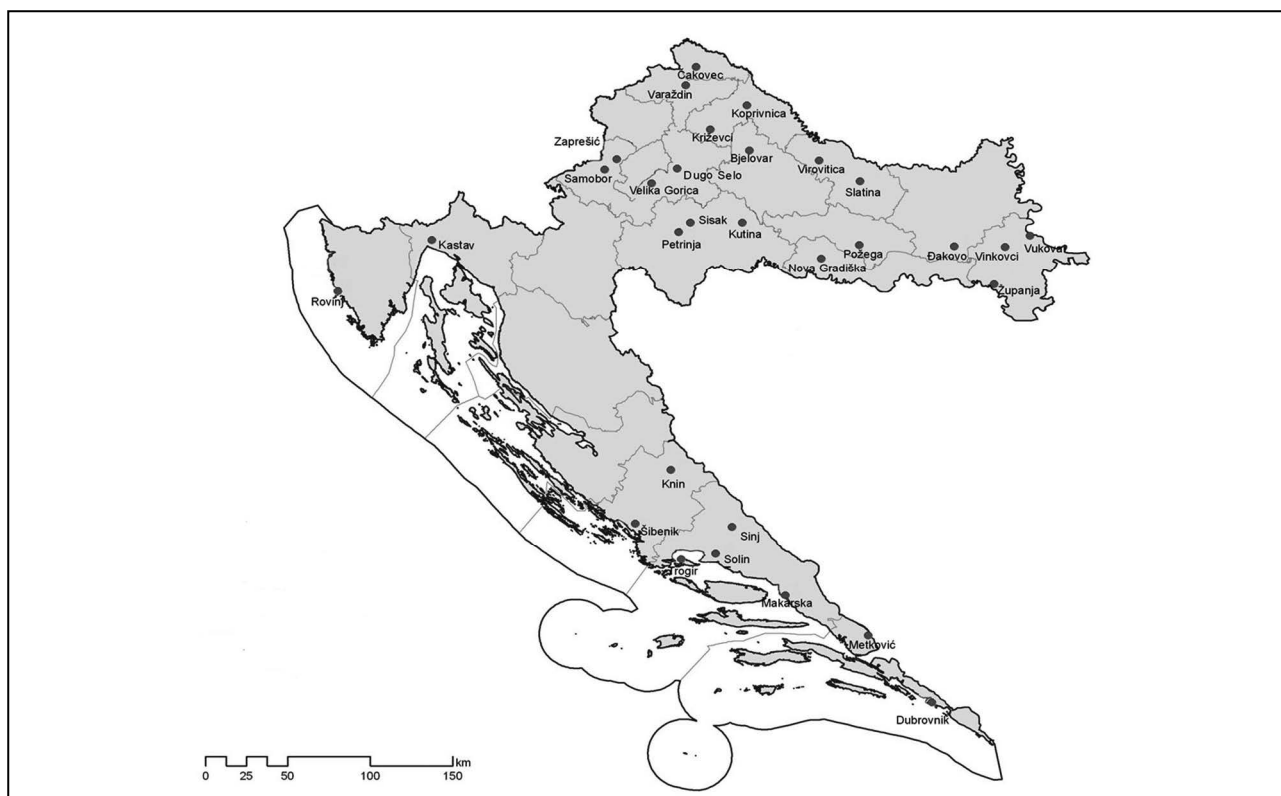 Čakovec
Varaždin
Koprivnica
Križevci
Zaprešić
Bjelovar
Virovitica
Samobor
Dugo Selo
Velika Gorica
Slatina
Sisak
Kutina
Petrinja
Kastav
Požega
Đakovo
Vinkovci
Vukovar
Nova Gradiška
Rovinj
Županja
Knin
Šibenik
Sinj
Solin
Trogir
Makarska
Metković
Dubrovnik
km
0 25 50 100 150